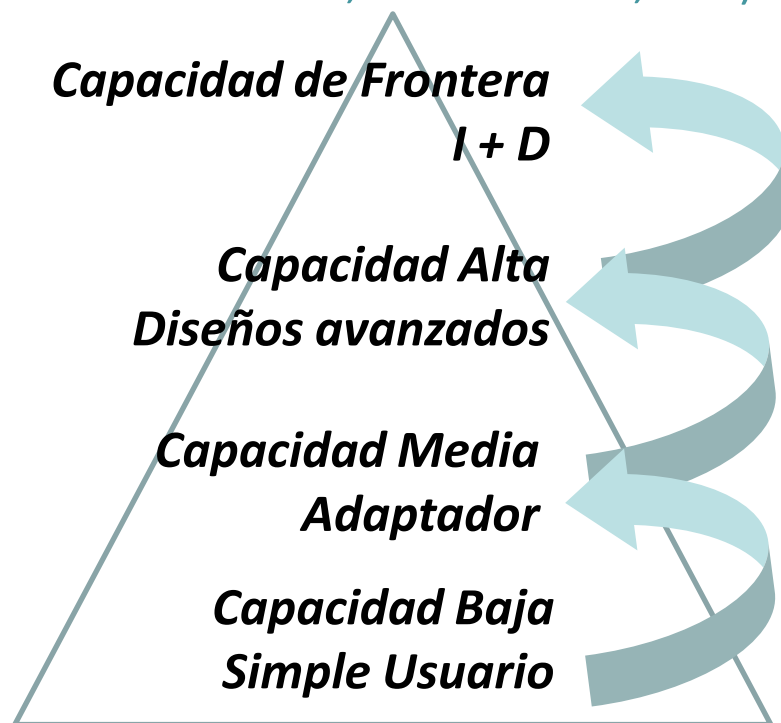 Capacidad de Frontera
I + D
Capacidad Alta
Diseños avanzados
Capacidad Media
Adaptador
Capacidad Baja
Simple Usuario